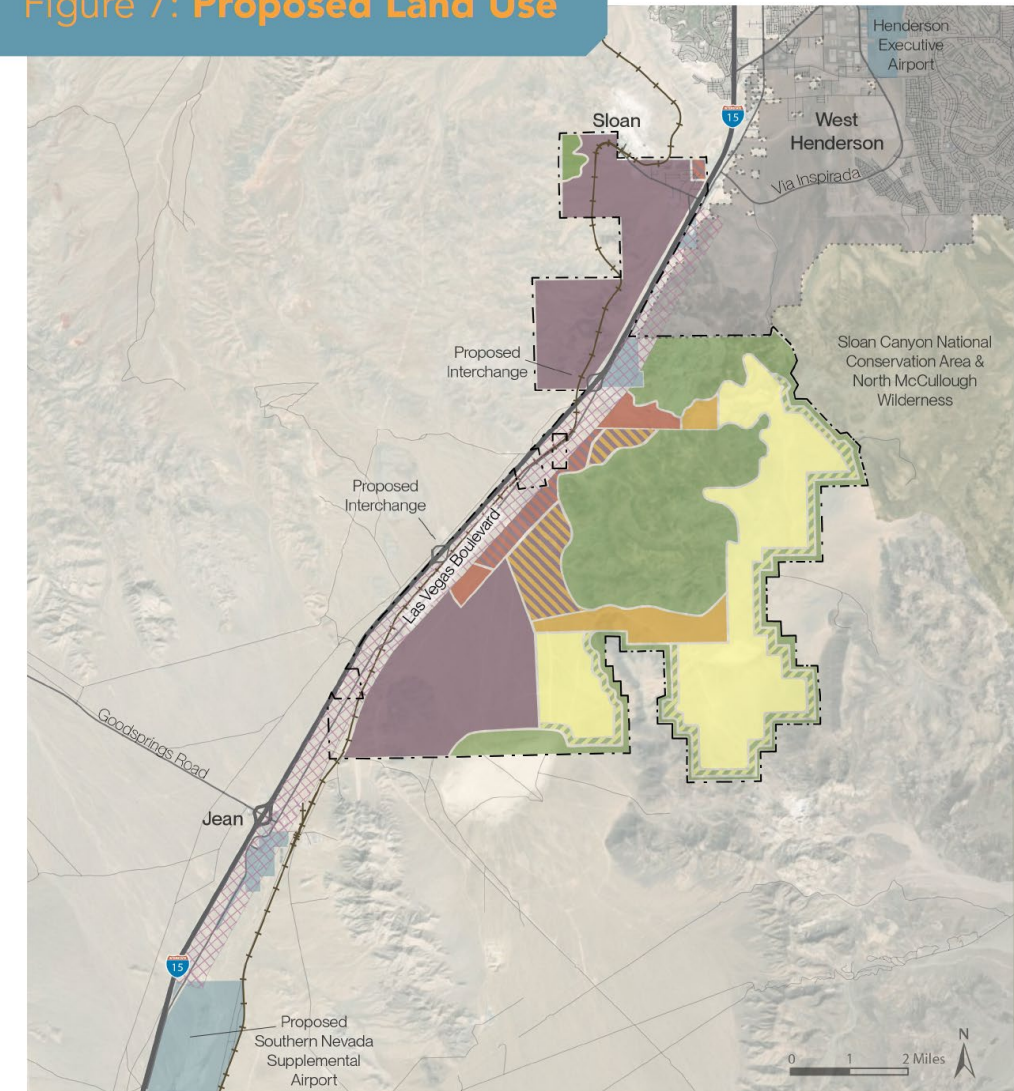 Figure 7: Proposed Land Use
Henderson
Executive
Airport
15
Sloan
West
Henderson
Via Inspirada
Sloan Canyon National
Conservation Area &
North McCullough
Wilderness
Proposed
Interchange
Proposed
Interchange
Las Vegas Boulevard
Goodsprings Road
Jean
15
Proposed
Southern Nevada
Supplemental
Airport
N
0 1 2 Miles